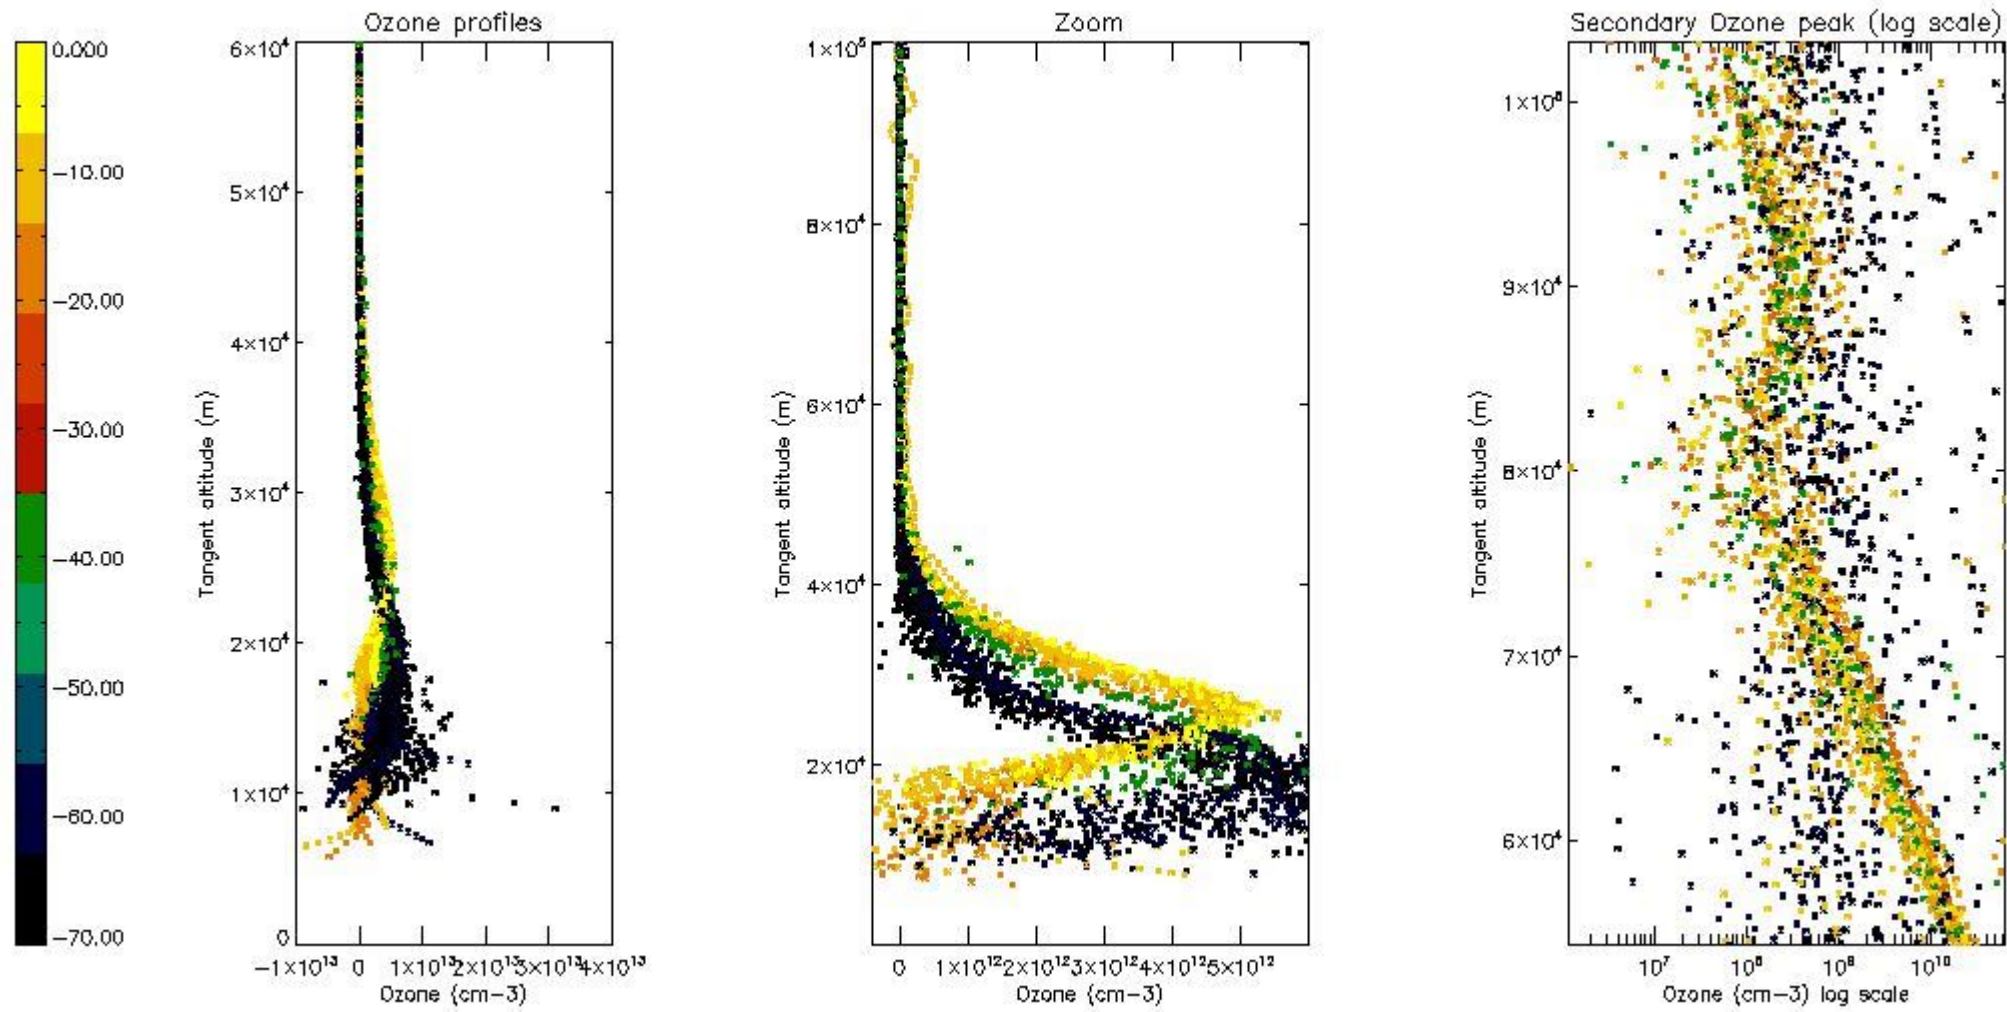 Ozone profiles
Zoom
Secondary Ozone peak (log scale)
0.000
−10.00
−20.00
−30.00
−40.00
−50.00
−60.00
−70.00
6×10⁴
5×10⁴
4×10⁴
3×10⁴
2×10⁴
1×10⁴
0
Tangent altitude (m)
−1×10¹³ 0 1×10¹³ 2×10¹³ 3×10¹³ 4×10¹³
Ozone (cm−3)
1×10⁵
8×10⁴
6×10⁴
4×10⁴
2×10⁴
Tangent altitude (m)
0 1×10¹² 2×10¹² 3×10¹² 4×10¹² 5×10¹²
Ozone (cm−3)
1×10⁵
9×10⁴
8×10⁴
7×10⁴
6×10⁴
Tangent altitude (m)
10⁷ 10⁸ 10⁹ 10¹⁰
Ozone (cm−3) log scale